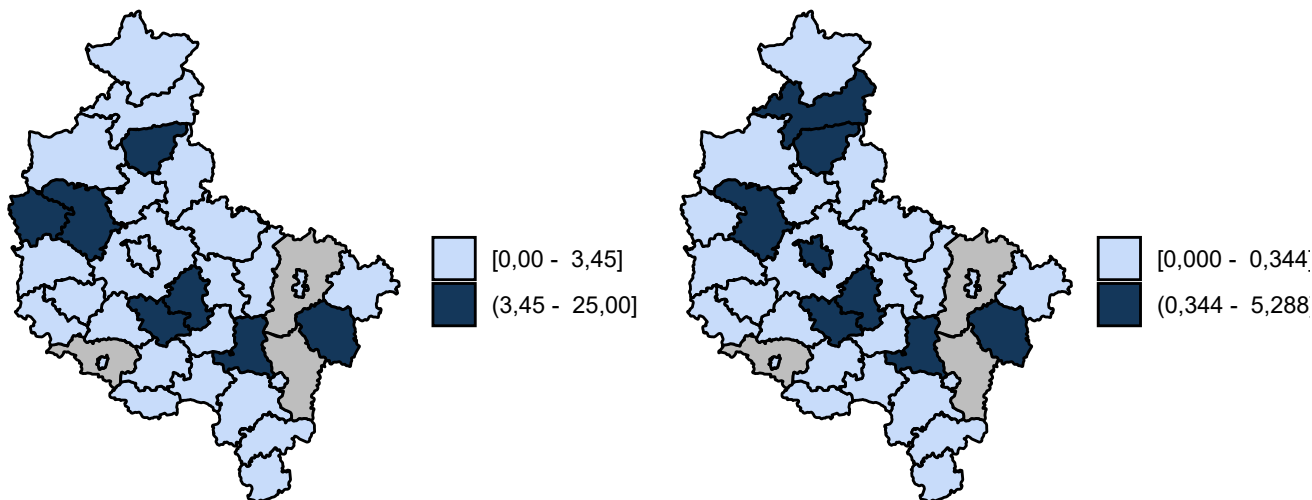 [0,00 - 3,45]
(3,45 - 25,00]
[0,000 - 0,344]
(0,344 - 5,288]